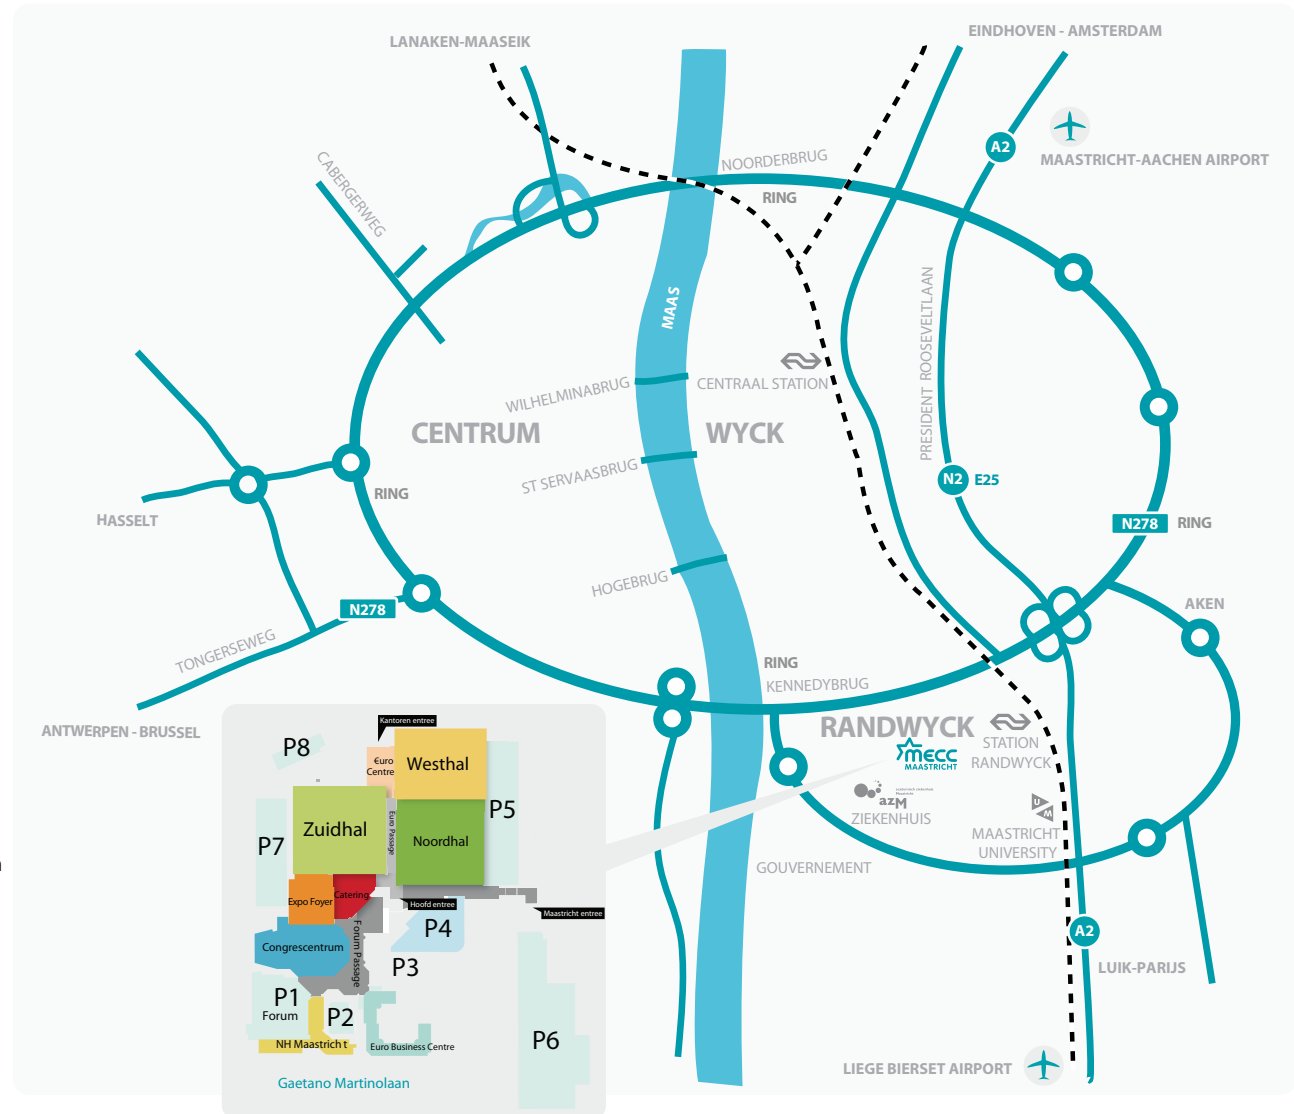 LANAKEN-MAASEIK
EINDHOVEN - AMSTERDAM
A2
MAASTRICHT-AACHEN AIRPORT
NOORDERBRUG
RING
CABERGERWEG
MAAS
PRESIDENT ROOSEVELTLAAN
WILHELMINABRUG
CENTRAAL STATION
CENTRUM
WYCK
ST SERVAASBRUG
N2
E25
RING
HASSELT
N278
RING
HOGEBRUG
N278
AKEN
TONGERSEWEG
RING
KENNEDYBRUG
ANTWERPEN - BRUSSEL
RANDWYCK
STATION
RANDWYCK
MECC
MAASTRICHT
azM
ZIEKENHUIS
UM
MAASTRICHT
UNIVERSITY
GOUVERNEMENT
A2
LUIK-PARIJS
LIEGE BIERSET AIRPORT
Kantoren entree
P8
Euro
Centre
Westhal
P5
Zuidhal
Euro Passage
Noordhal
P7
Expo Foyer
Catering
Hoofd entree
Maastricht entree
P4
Congrescentrum
Forum Passage
P3
P1
Forum
P2
P6
NH Maastricht
Euro Business Centre
Gaetano Martinolaan